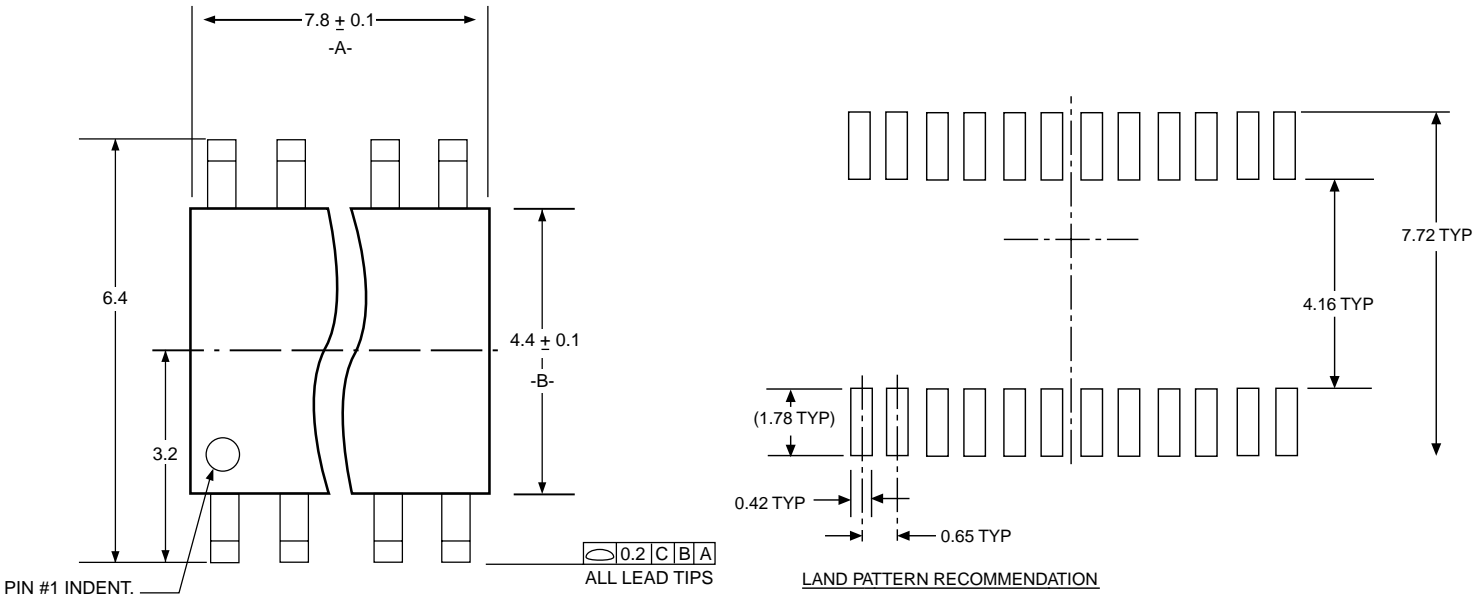 7.8 ± 0.1
-A-
6.4
3.2
4.4 ± 0.1
-B-
PIN #1 INDENT.
0.2 C B A
ALL LEAD TIPS
7.72 TYP
4.16 TYP
(1.78 TYP)
0.42 TYP
0.65 TYP
LAND PATTERN RECOMMENDATION